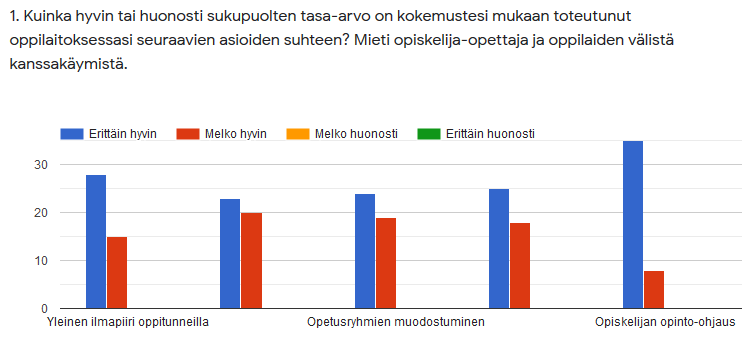 1. Kuinka hyvin tai huonosti sukupuolten tasa-arvo on kokemustesi mukaan toteutunut
oppilaitoksessasi seuraavien asioiden suhteen? Mieti opiskelija-opettaja ja oppilaiden välistä
kanssakäymistä.
Erittäin hyvin Melko hyvin Melko huonosti Erittäin huonosti
30
20
10
0
Yleinen ilmapiiri oppitunneilla Opetusryhmien muodostuminen Opiskelijan opinto-ohjaus